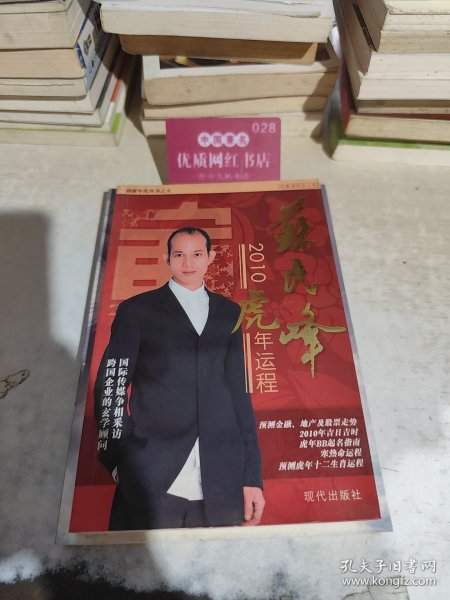 028
中国著名
优质网红书店
蘇民峰
2010
虎
年运程
国际传媒争相采访
跨国企业的玄学顾问
预测金融、地产及股票走势
2010年吉日吉时
虎年BB起名指南
寒热命运程
预测虎年十二生肖运程
现代出版社
孔夫子旧书网
www.kongfz.com